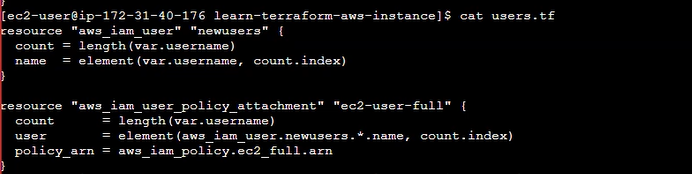 }
[ec2-user@ip-172-31-40-176 learn-terraform-aws-instance]$ cat users.tf
resource "aws_iam_user" "newusers" {
  count = length(var.username)
  name  = element(var.username, count.index)
}

resource "aws_iam_user_policy_attachment" "ec2-user-full" {
  count      = length(var.username)
  user       = element(aws_iam_user.newusers.*.name, count.index)
  policy_arn = aws_iam_policy.ec2_full.arn
}